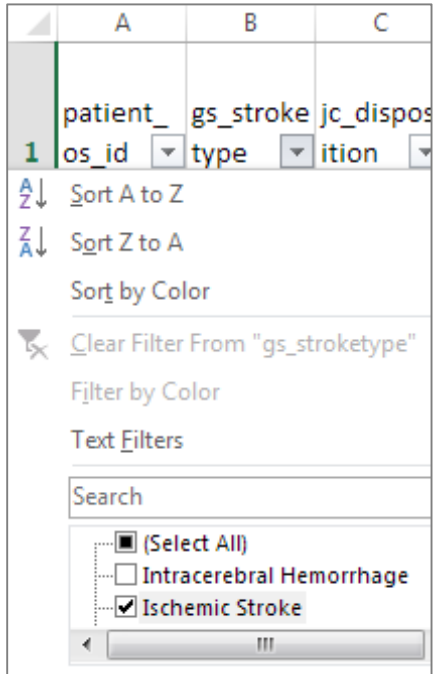 A B C
patient_ gs_stroke jc_dispos
1 os_id type ition
Sort A to Z
Sort Z to A
Sort by Color
Clear Filter From "gs_stroketype"
Filter by Color
Text Filters
Search
(Select All)
Intracerebral Hemorrhage
Ischemic Stroke